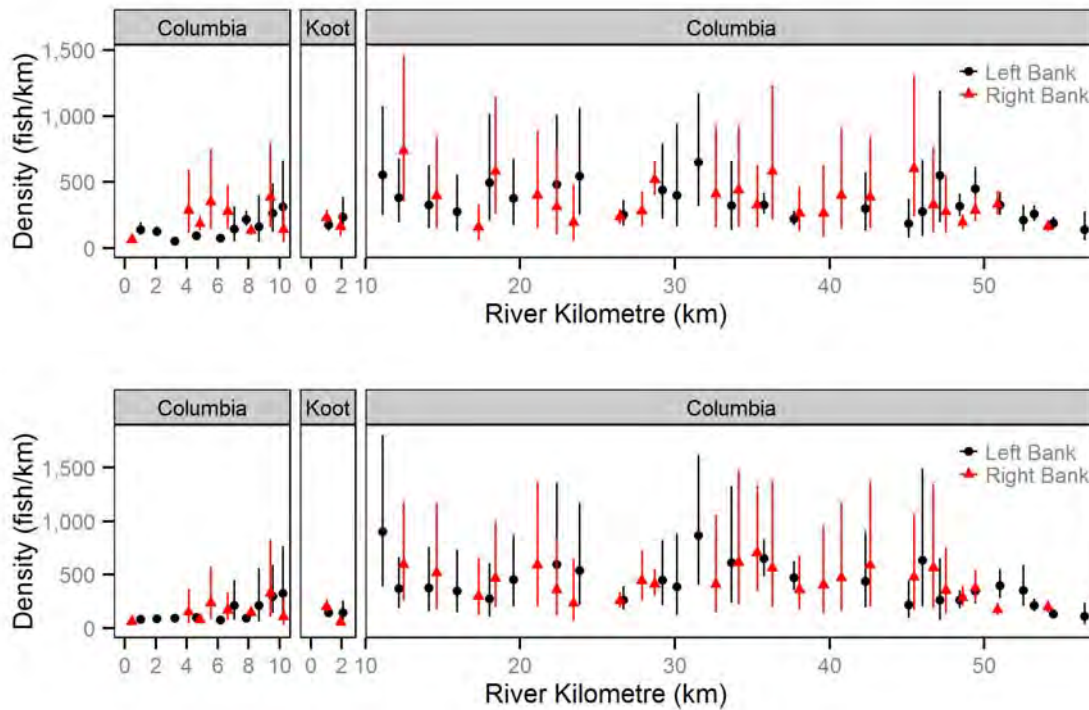 Columbia Koot Columbia
1,500
1,000
500
0
Density (fish/km)
Left Bank
Right Bank
0 2 4 6 8 10 0 2 10 20 30 40 50
River Kilometre (km)
Columbia Koot Columbia
1,500
1,000
500
0
Density (fish/km)
Left Bank
Right Bank
0 2 4 6 8 10 0 2 10 20 30 40 50
River Kilometre (km)